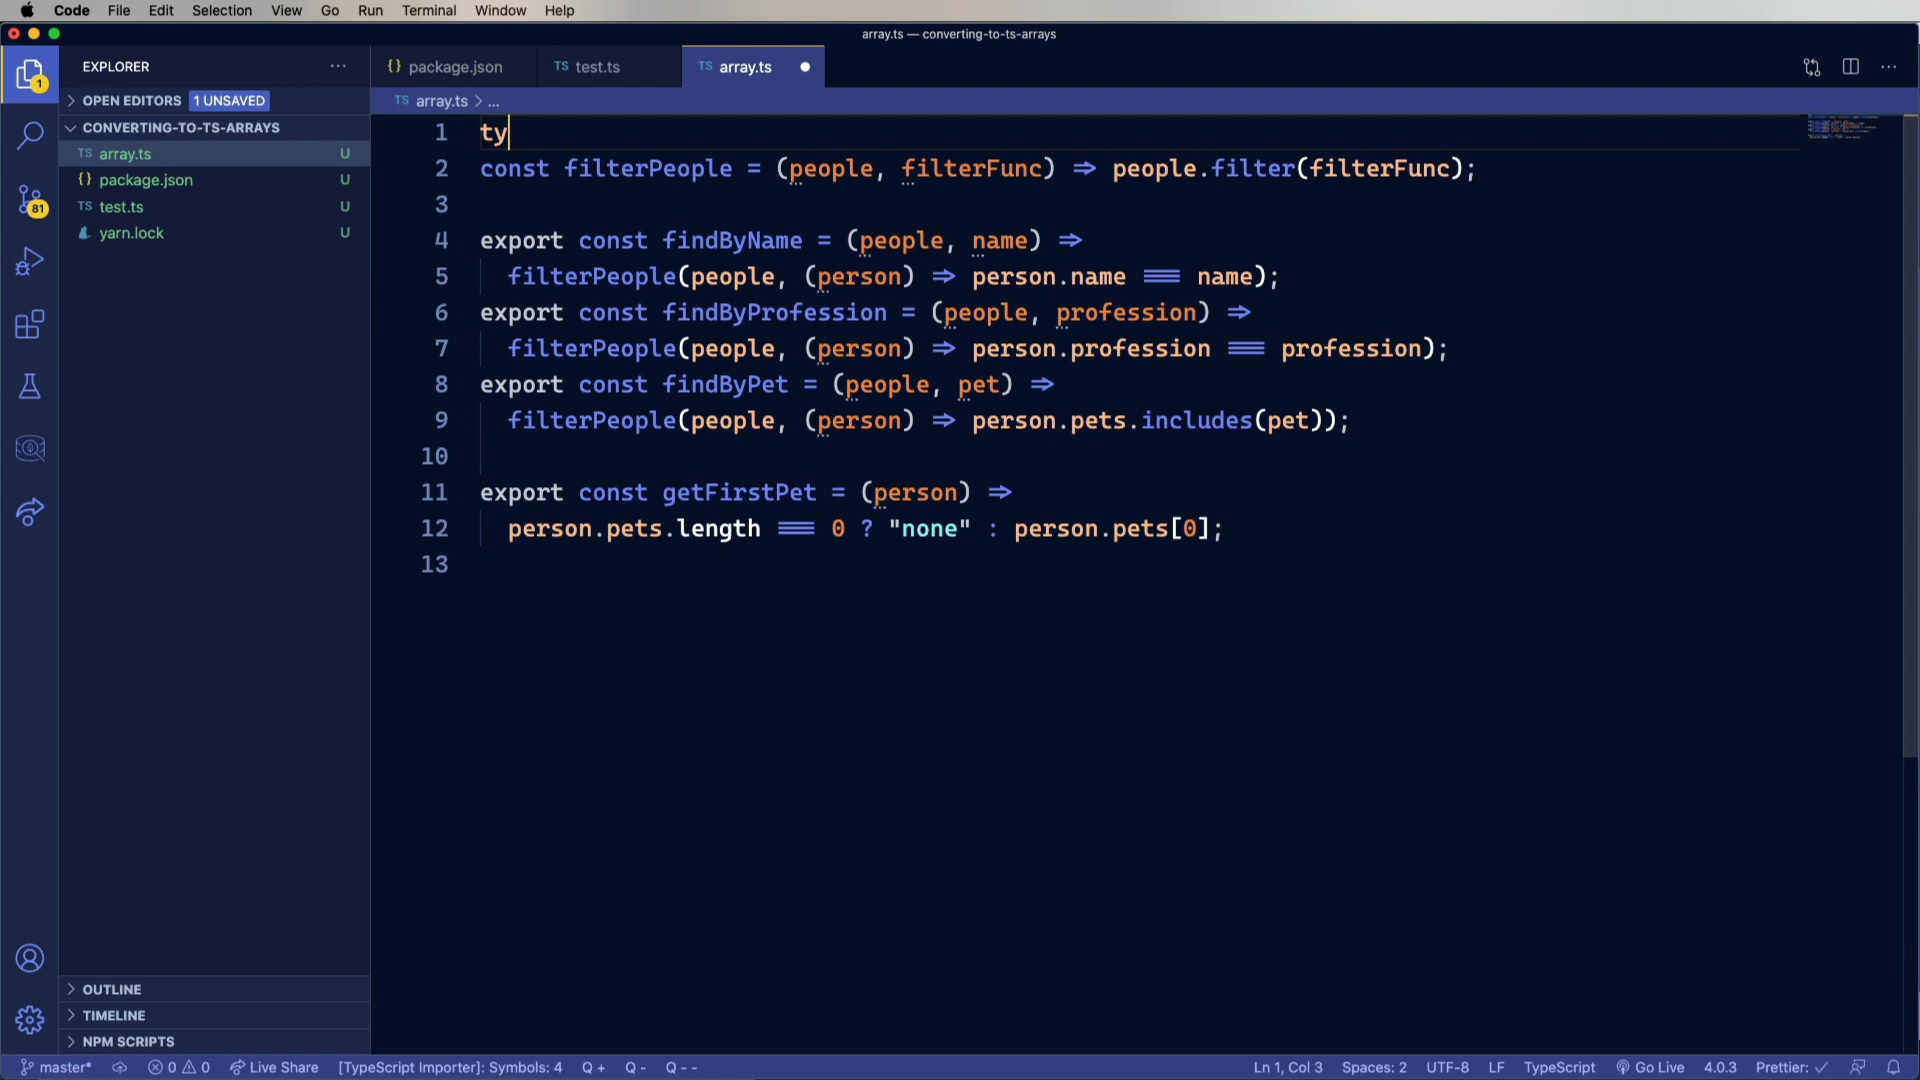 Code File Edit Selection View Go Run Terminal Window Help
array.ts — converting-to-ts-arrays
EXPLORER ···
{} package.json
TS test.ts
TS array.ts
1
OPEN EDITORS 1 UNSAVED
TS array.ts > ...
CONVERTING-TO-TS-ARRAYS
TS array.ts U
{} package.json U
TS test.ts U
yarn.lock U
81
1 ty
2 const filterPeople = (people, filterFunc) => people.filter(filterFunc);
3
4 export const findByName = (people, name) =>
5 filterPeople(people, (person) => person.name === name);
6 export const findByProfession = (people, profession) =>
7 filterPeople(people, (person) => person.profession === profession);
8 export const findByPet = (people, pet) =>
9 filterPeople(people, (person) => person.pets.includes(pet));
10
11 export const getFirstPet = (person) =>
12 person.pets.length === 0 ? "none" : person.pets[0];
13
OUTLINE
TIMELINE
NPM SCRIPTS
master* 0 0 Live Share [TypeScript Importer]: Symbols: 4 Q + Q - Q - - Ln 1, Col 3 Spaces: 2 UTF-8 LF TypeScript Go Live 4.0.3 Prettier: ✓